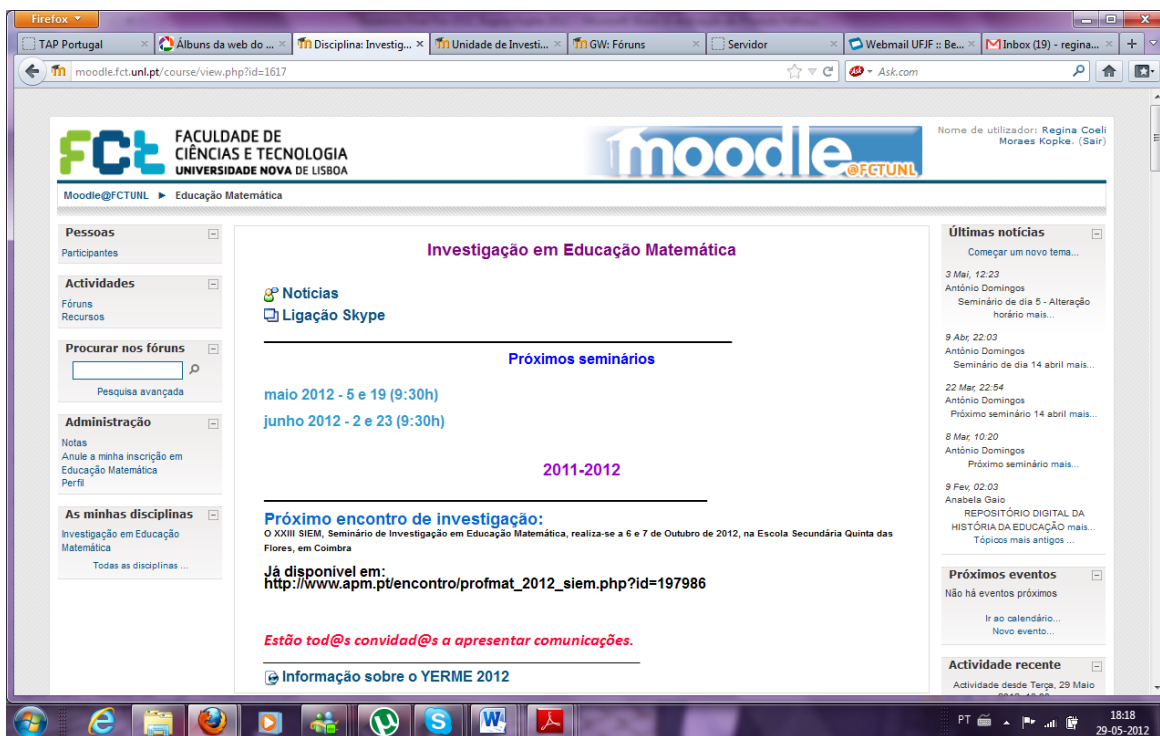 Firefox
TAP Portugal
Álbuns da web do ...
Disciplina: Investig...
Unidade de Investi...
GW: Fóruns
Servidor
Webmail UFJF :: Be...
Inbox (19) - regina...
moodle.fct.unl.pt/course/view.php?id=1617
Ask.com
FCT
FACULDADE DE
CIÊNCIAS E TECNOLOGIA
UNIVERSIDADE NOVA DE LISBOA
moodle
@FCTUNL
Nome de utilizador: Regina Coeli
Moraes Kopke. (Sair)
Moodle@FCTUNL ► Educação Matemática
Pessoas
Participantes
Actividades
Fóruns
Recursos
Procurar nos fóruns
Pesquisa avançada
Administração
Notas
Anule a minha inscrição em
Educação Matemática
Perfil
As minhas disciplinas
Investigação em Educação
Matemática
Todas as disciplinas ...
Investigação em Educação Matemática
Notícias
Ligação Skype
Próximos seminários
maio 2012 - 5 e 19 (9:30h)
junho 2012 - 2 e 23 (9:30h)
2011-2012
Próximo encontro de investigação:
O XXIII SIEM, Seminário de Investigação em Educação Matemática, realiza-se a 6 e 7 de Outubro de 2012, na Escola Secundária Quinta das
Flores, em Coimbra
Já disponível em:
http://www.apm.pt/encontro/profmat_2012_siem.php?id=197986
Estão tod@s convidad@s a apresentar comunicações.
Informação sobre o YERME 2012
Últimas notícias
Começar um novo tema...
3 Mai, 12:23
António Domingos
Seminário de dia 5 - Alteração
horário mais...
9 Abr, 22:03
António Domingos
Seminário de dia 14 abril mais...
22 Mar, 22:54
António Domingos
Próximo seminário 14 abril mais...
8 Mar, 10:20
António Domingos
Próximo seminário mais...
9 Fev, 02:03
Anabela Gaio
REPOSITÓRIO DIGITAL DA
HISTÓRIA DA EDUCAÇÃO mais...
Tópicos mais antigos ...
Próximos eventos
Não há eventos próximos
Ir ao calendário...
Novo evento...
Actividade recente
Actividade desde Terça, 29 Maio
PT
18:18
29-05-2012